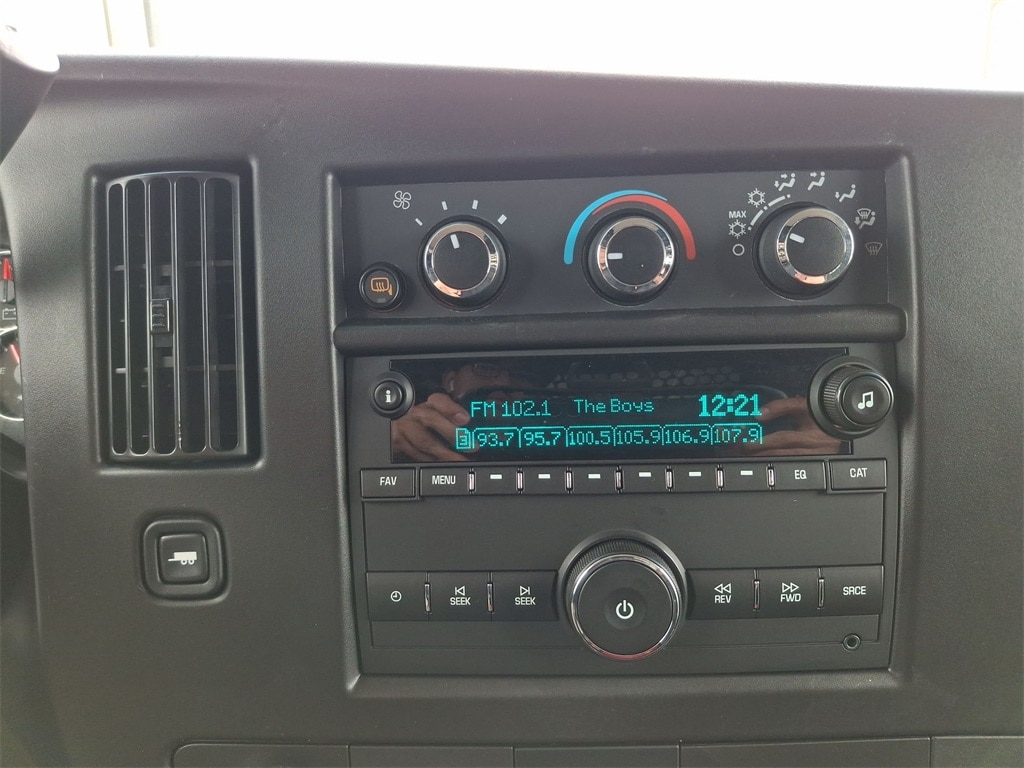 MAX
FM 102.1 The Boys 12:21
3 93.7 95.7 100.5 105.9 106.9 107.9
FAV MENU EQ CAT
SEEK SEEK REV FWD SRCE